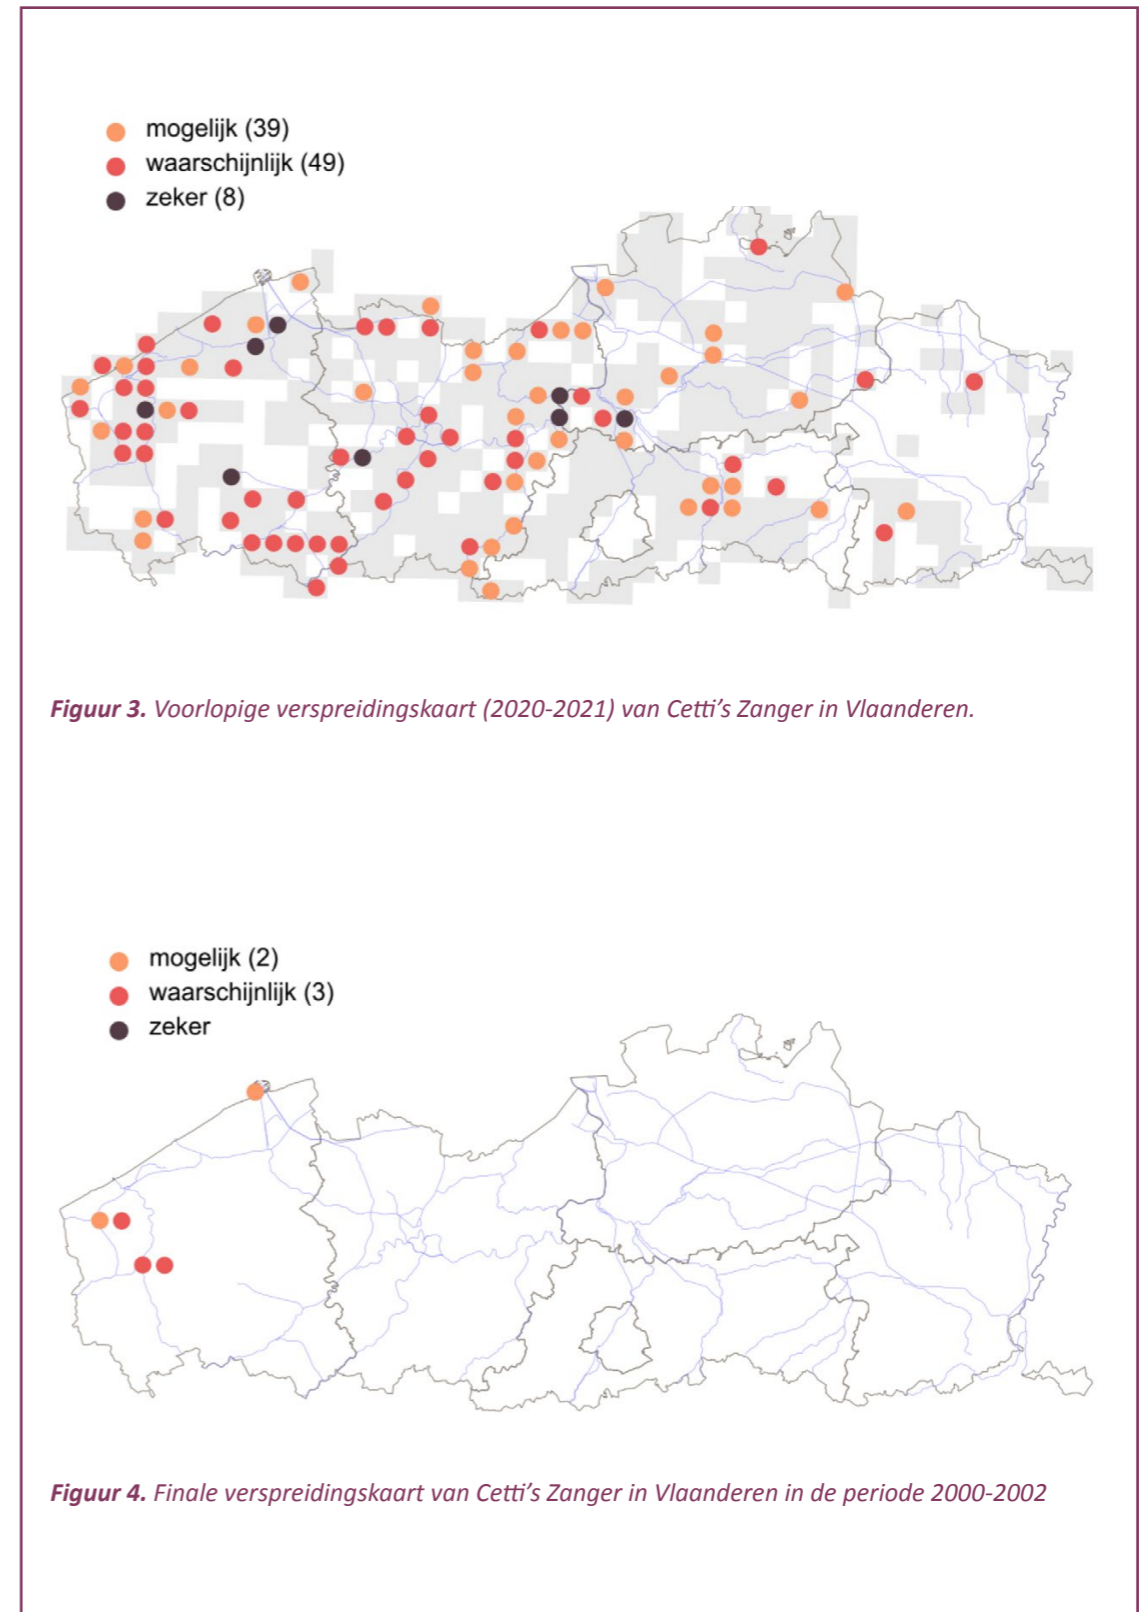 mogelijk (39)
waarschijnlijk (49)
zeker (8)
Figuur 3. Voorlopige verspreidingskaart (2020-2021) van Cetti's Zanger in Vlaanderen.
mogelijk (2)
waarschijnlijk (3)
zeker
Figuur 4. Finale verspreidingskaart van Cetti's Zanger in Vlaanderen in de periode 2000-2002